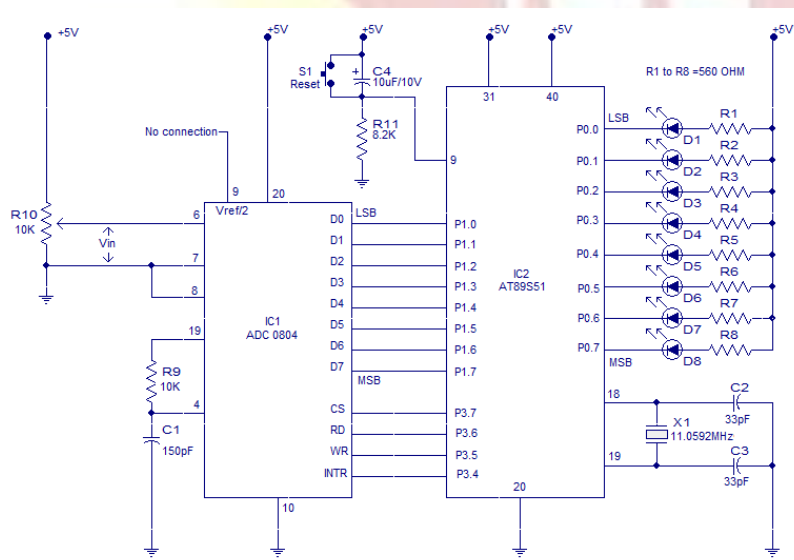 +5V
+5V
+5V
+5V
+5V
+5V
S1
Reset
+
C4
10uF/10V
R11
8.2K
R1 to R8 =560 OHM
No connection
9
20
Vref/2
R10
10K
Vin
6
7
8
19
4
R9
10K
C1
150pF
IC1
ADC 0804
10
D0
LSB
D1
D2
D3
D4
D5
D6
D7
MSB
CS
RD
WR
INTR
31
40
9
P1.0
P1.1
P1.2
P1.3
P1.4
P1.5
P1.6
P1.7
P3.7
P3.6
P3.5
P3.4
IC2
AT89S51
20
P0.0
LSB
D1
R1
P0.1
D2
R2
P0.2
D3
R3
P0.3
D4
R4
P0.4
D5
R5
P0.5
D6
R6
P0.6
D7
R7
P0.7
MSB
D8
R8
18
19
X1
11.0592MHz
C2
33pF
C3
33pF